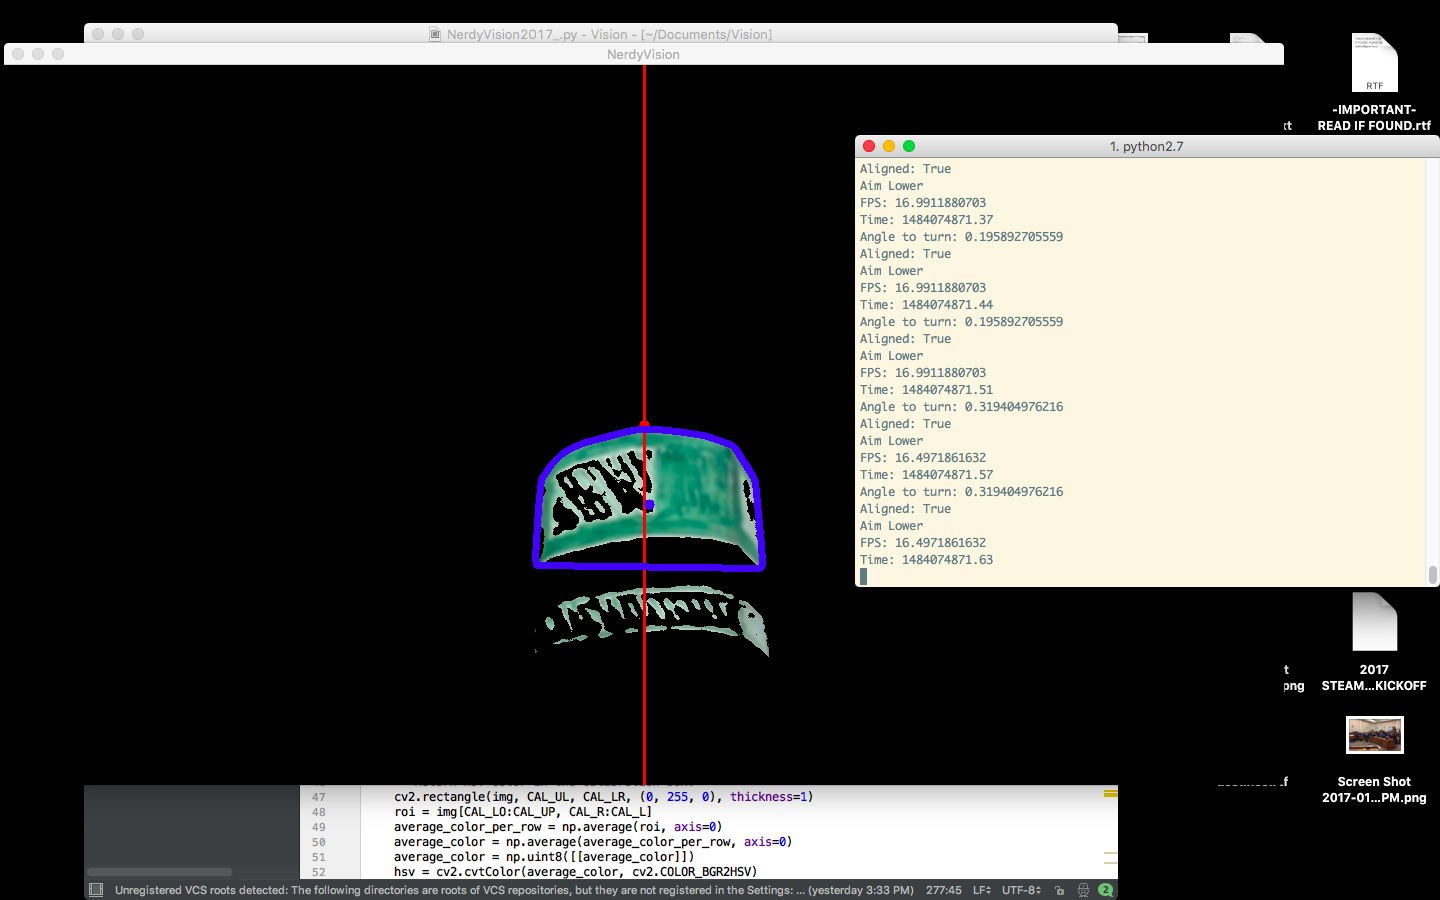 NerdyVision2017_.py - Vision - [~/Documents/Vision]
NerdyVision
RTF
-IMPORTANT-
READ IF FOUND.rtf
xt
1. python2.7
Aligned: True
Aim Lower
FPS: 16.9911880703
Time: 1484074871.37
Angle to turn: 0.195892705559
Aligned: True
Aim Lower
FPS: 16.9911880703
Time: 1484074871.44
Angle to turn: 0.195892705559
Aligned: True
Aim Lower
FPS: 16.9911880703
Time: 1484074871.51
Angle to turn: 0.319404976216
Aligned: True
Aim Lower
FPS: 16.4971861632
Time: 1484074871.57
Angle to turn: 0.319404976216
Aligned: True
Aim Lower
FPS: 16.4971861632
Time: 1484074871.63
t
png
2017
STEAM...KICKOFF
Screen Shot
2017-01...PM.png
47 cv2.rectangle(img, CAL_UL, CAL_LR, (0, 255, 0), thickness=1)
48 roi = img[CAL_LO:CAL_UP, CAL_R:CAL_L]
49 average_color_per_row = np.average(roi, axis=0)
50 average_color = np.average(average_color_per_row, axis=0)
51 average_color = np.uint8([[average_color]])
52 hsv = cv2.cvtColor(average_color, cv2.COLOR_BGR2HSV)
Unregistered VCS roots detected: The following directories are roots of VCS repositories, but they are not registered in the Settings: ... (yesterday 3:33 PM) 277:45 LF UTF-8 2